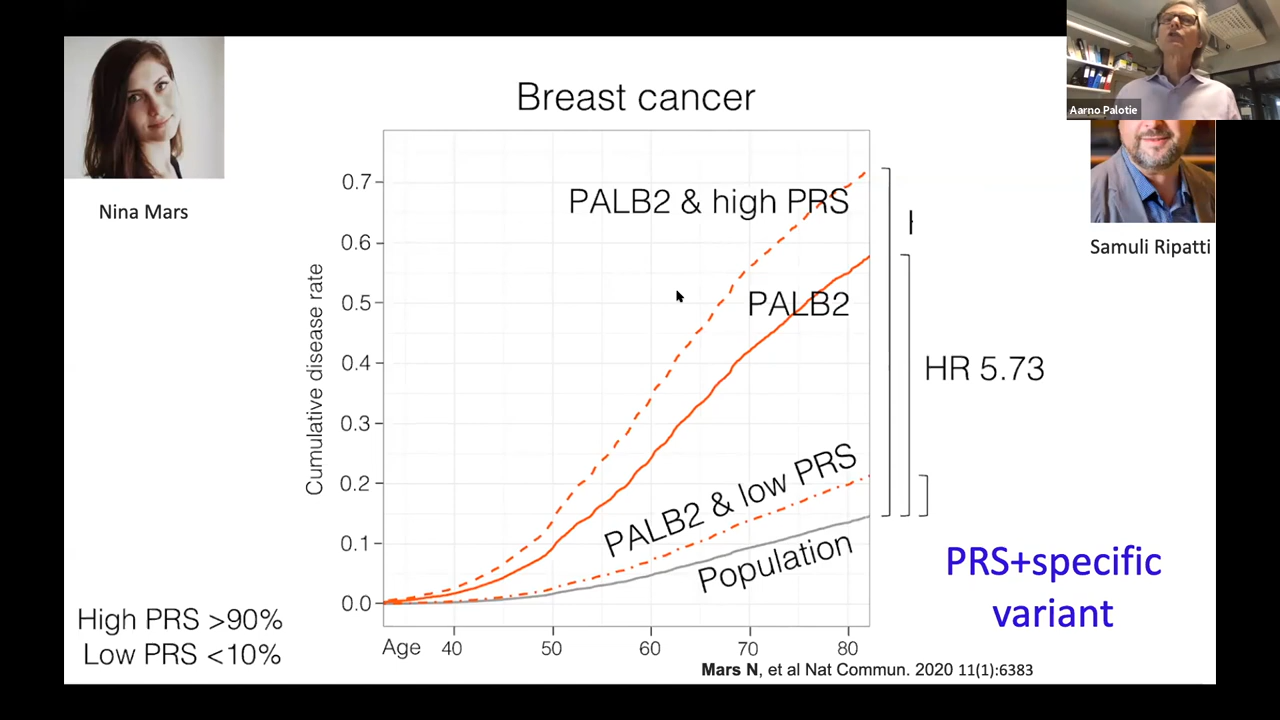 Aarno Palotie
Nina Mars
Samuli Ripatti
Breast cancer
Cumulative disease rate
0.7
0.6
0.5
0.4
0.3
0.2
0.1
0.0
PALB2 & high PRS
PALB2
PALB2 & low PRS
Population
HR 5.73
PRS+specific
variant
High PRS >90%
Low PRS <10%
Age 40 50 60 70 80
Mars N, et al Nat Commun. 2020 11(1):6383